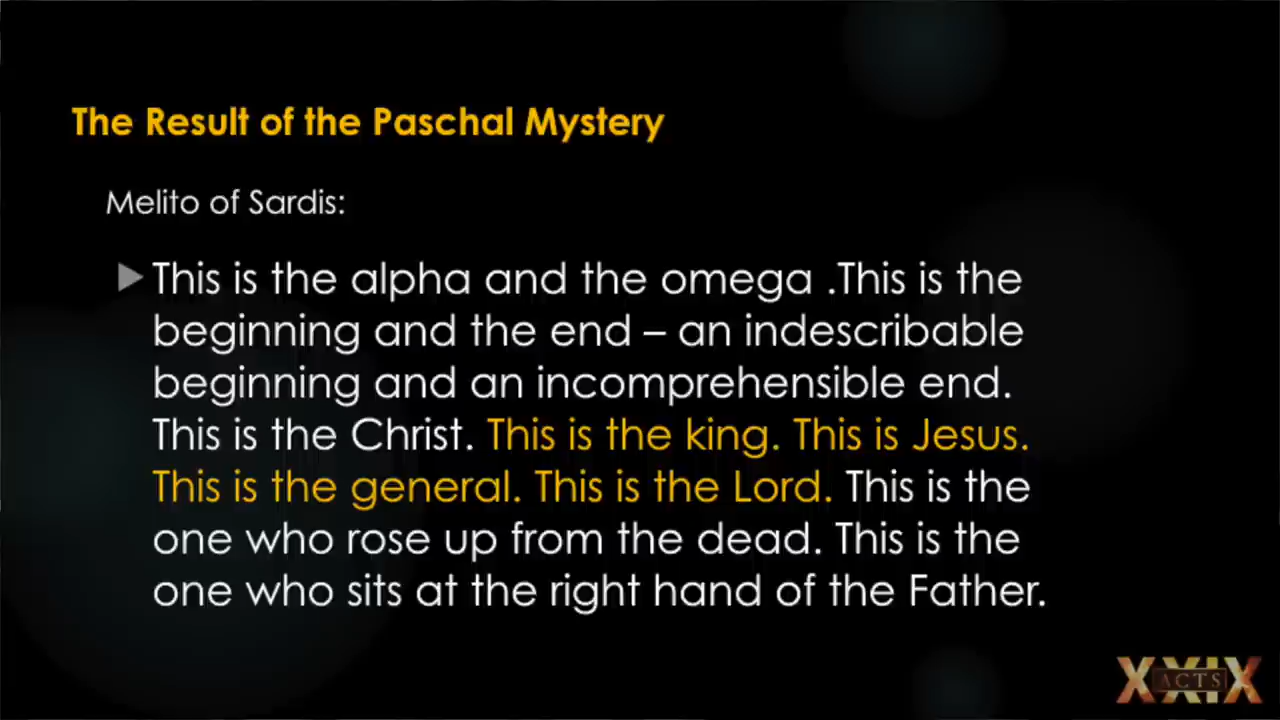 The Result of the Paschal Mystery
Melito of Sardis:
This is the alpha and the omega .This is the
beginning and the end – an indescribable
beginning and an incomprehensible end.
This is the Christ. This is the king. This is Jesus.
This is the general. This is the Lord. This is the
one who rose up from the dead. This is the
one who sits at the right hand of the Father.
XXIX
ACTS